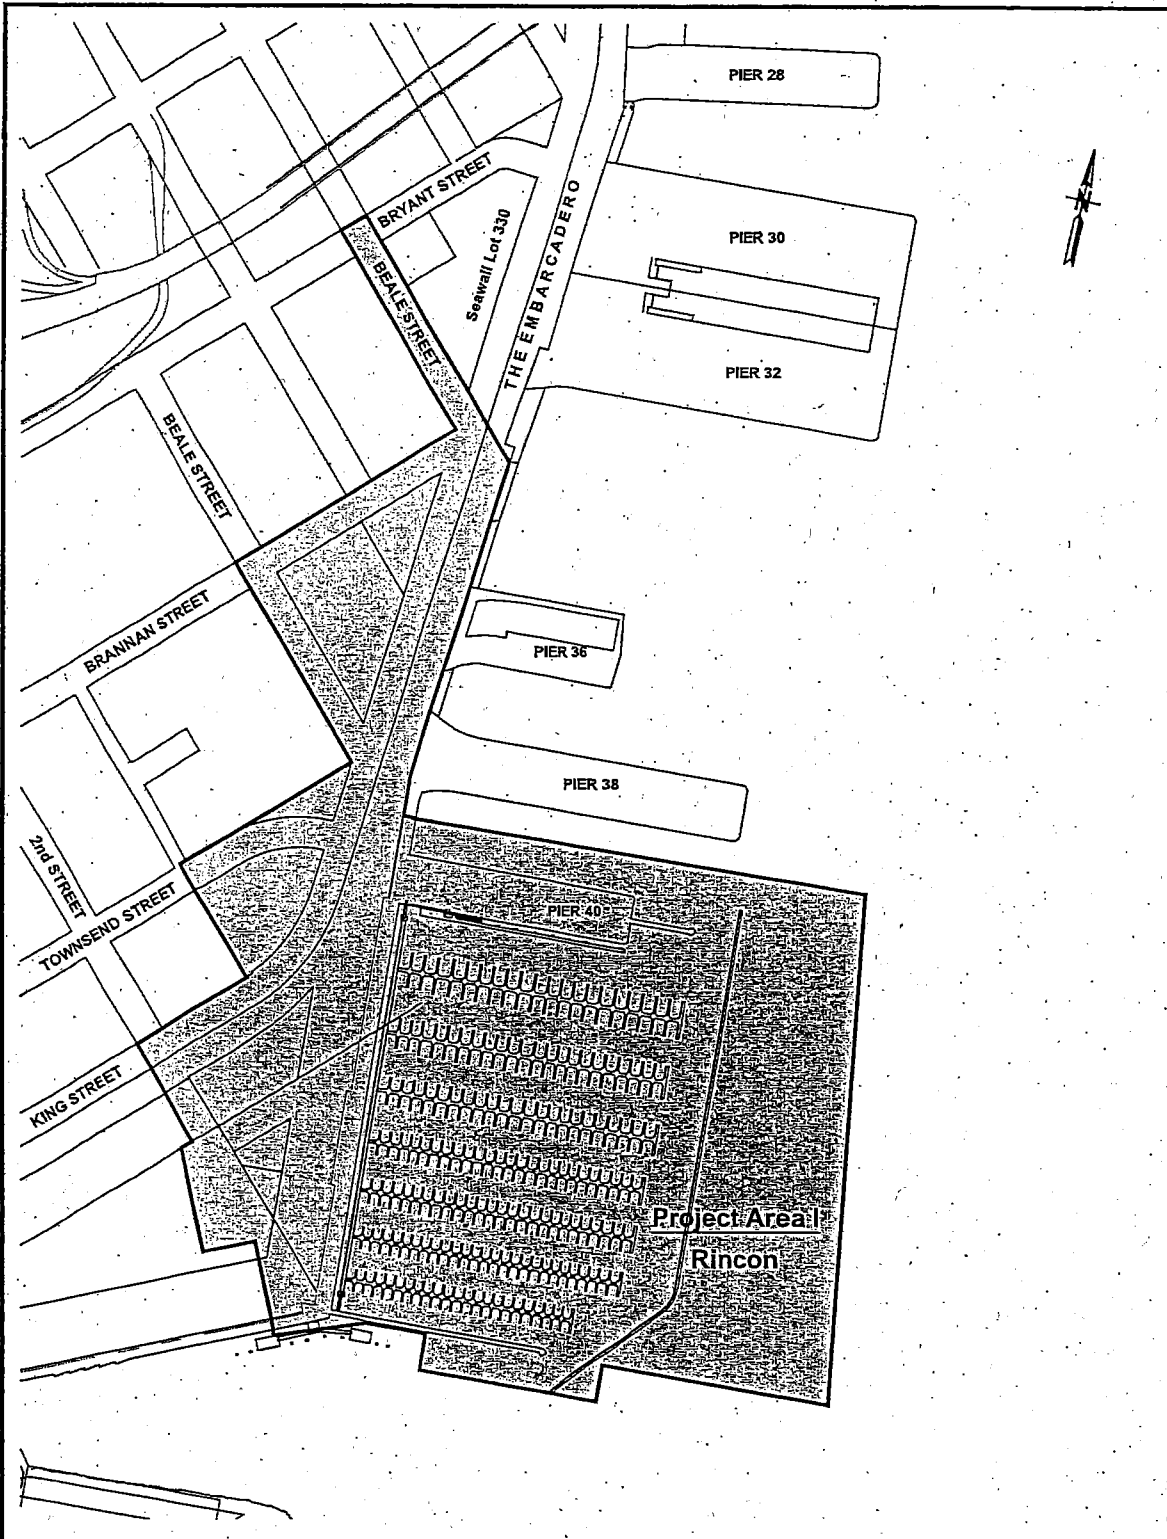 PIER 28
BRYANT STREET
THE EMBARCADERO
Seawall Lot 330
PIER 30
BEALE STREET
PIER 32
BEALE STREET
BRANNAN STREET
PIER 36
PIER 38
2nd STREET
TOWNSEND STREET
PIER 40
KING STREET
Project Area I
Rincon
N